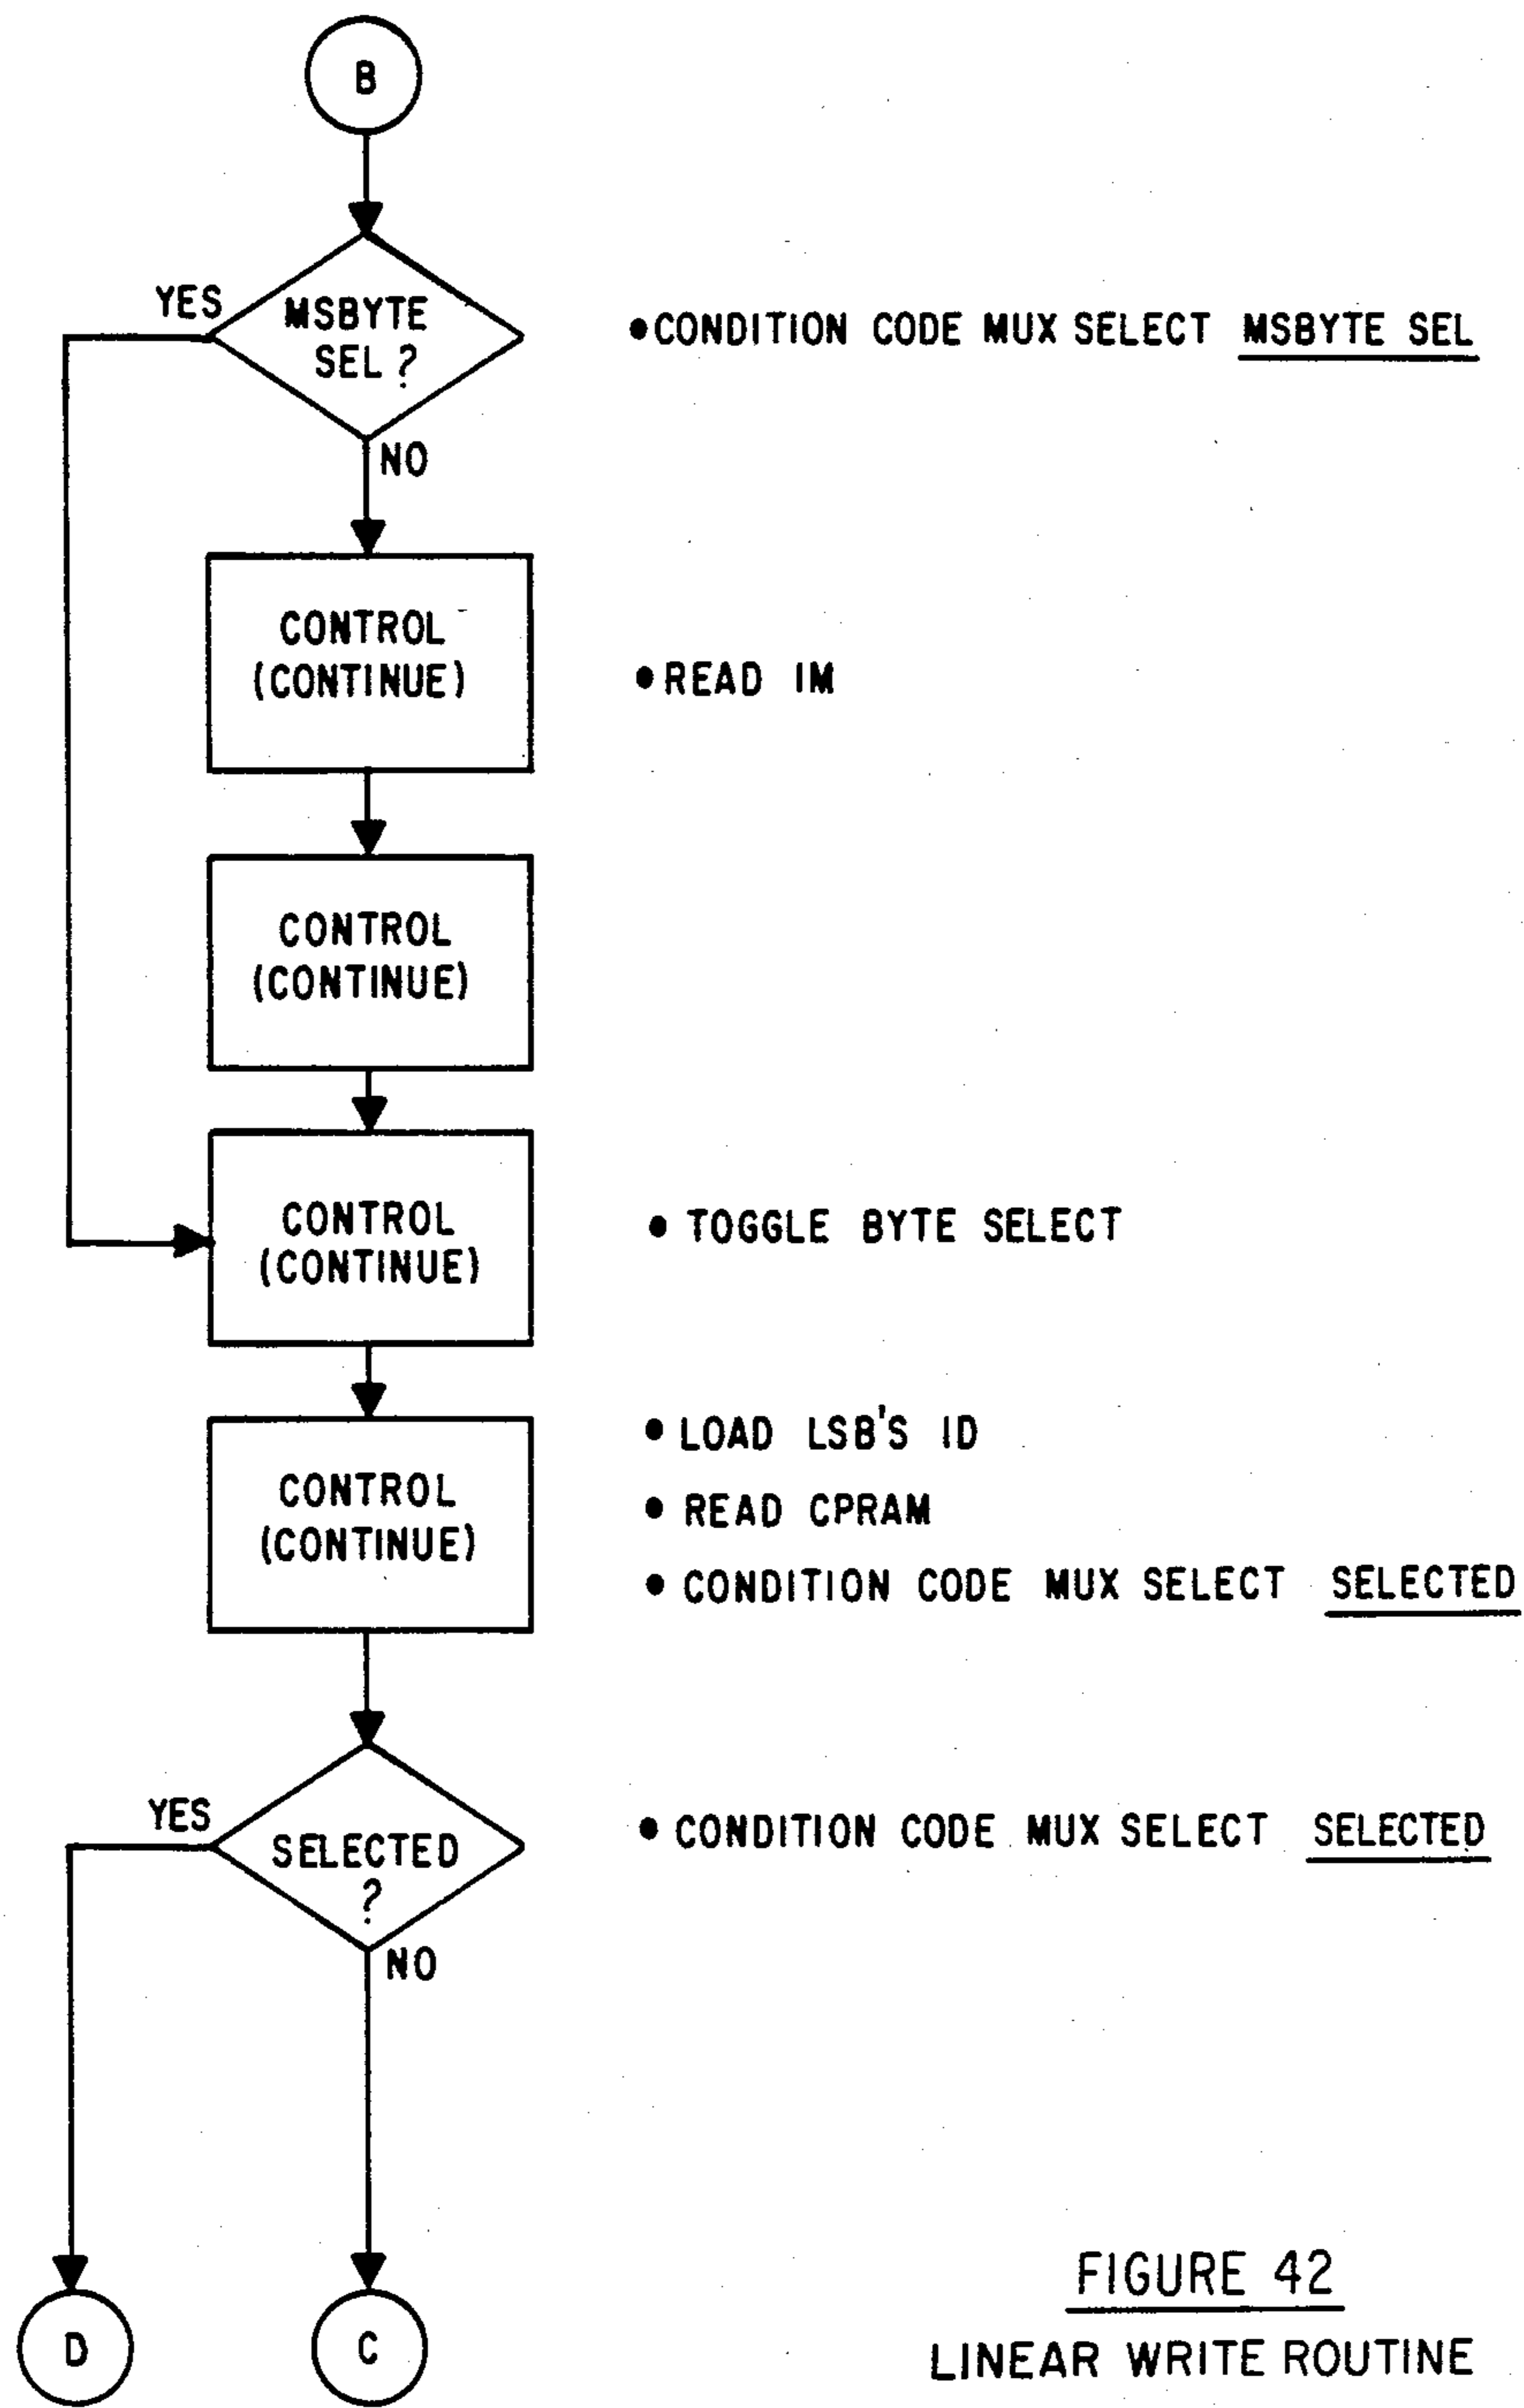 B
YES
MSBYTE
SEL ?
• CONDITION CODE MUX SELECT MSBYTE SEL
NO
CONTROL
(CONTINUE)
• READ IM
CONTROL
(CONTINUE)
CONTROL
(CONTINUE)
• TOGGLE BYTE SELECT
CONTROL
(CONTINUE)
• LOAD LSB'S ID
• READ CPRAM
• CONDITION CODE MUX SELECT SELECTED
YES
SELECTED
?
• CONDITION CODE MUX SELECT SELECTED
NO
D
C
FIGURE 42
LINEAR WRITE ROUTINE